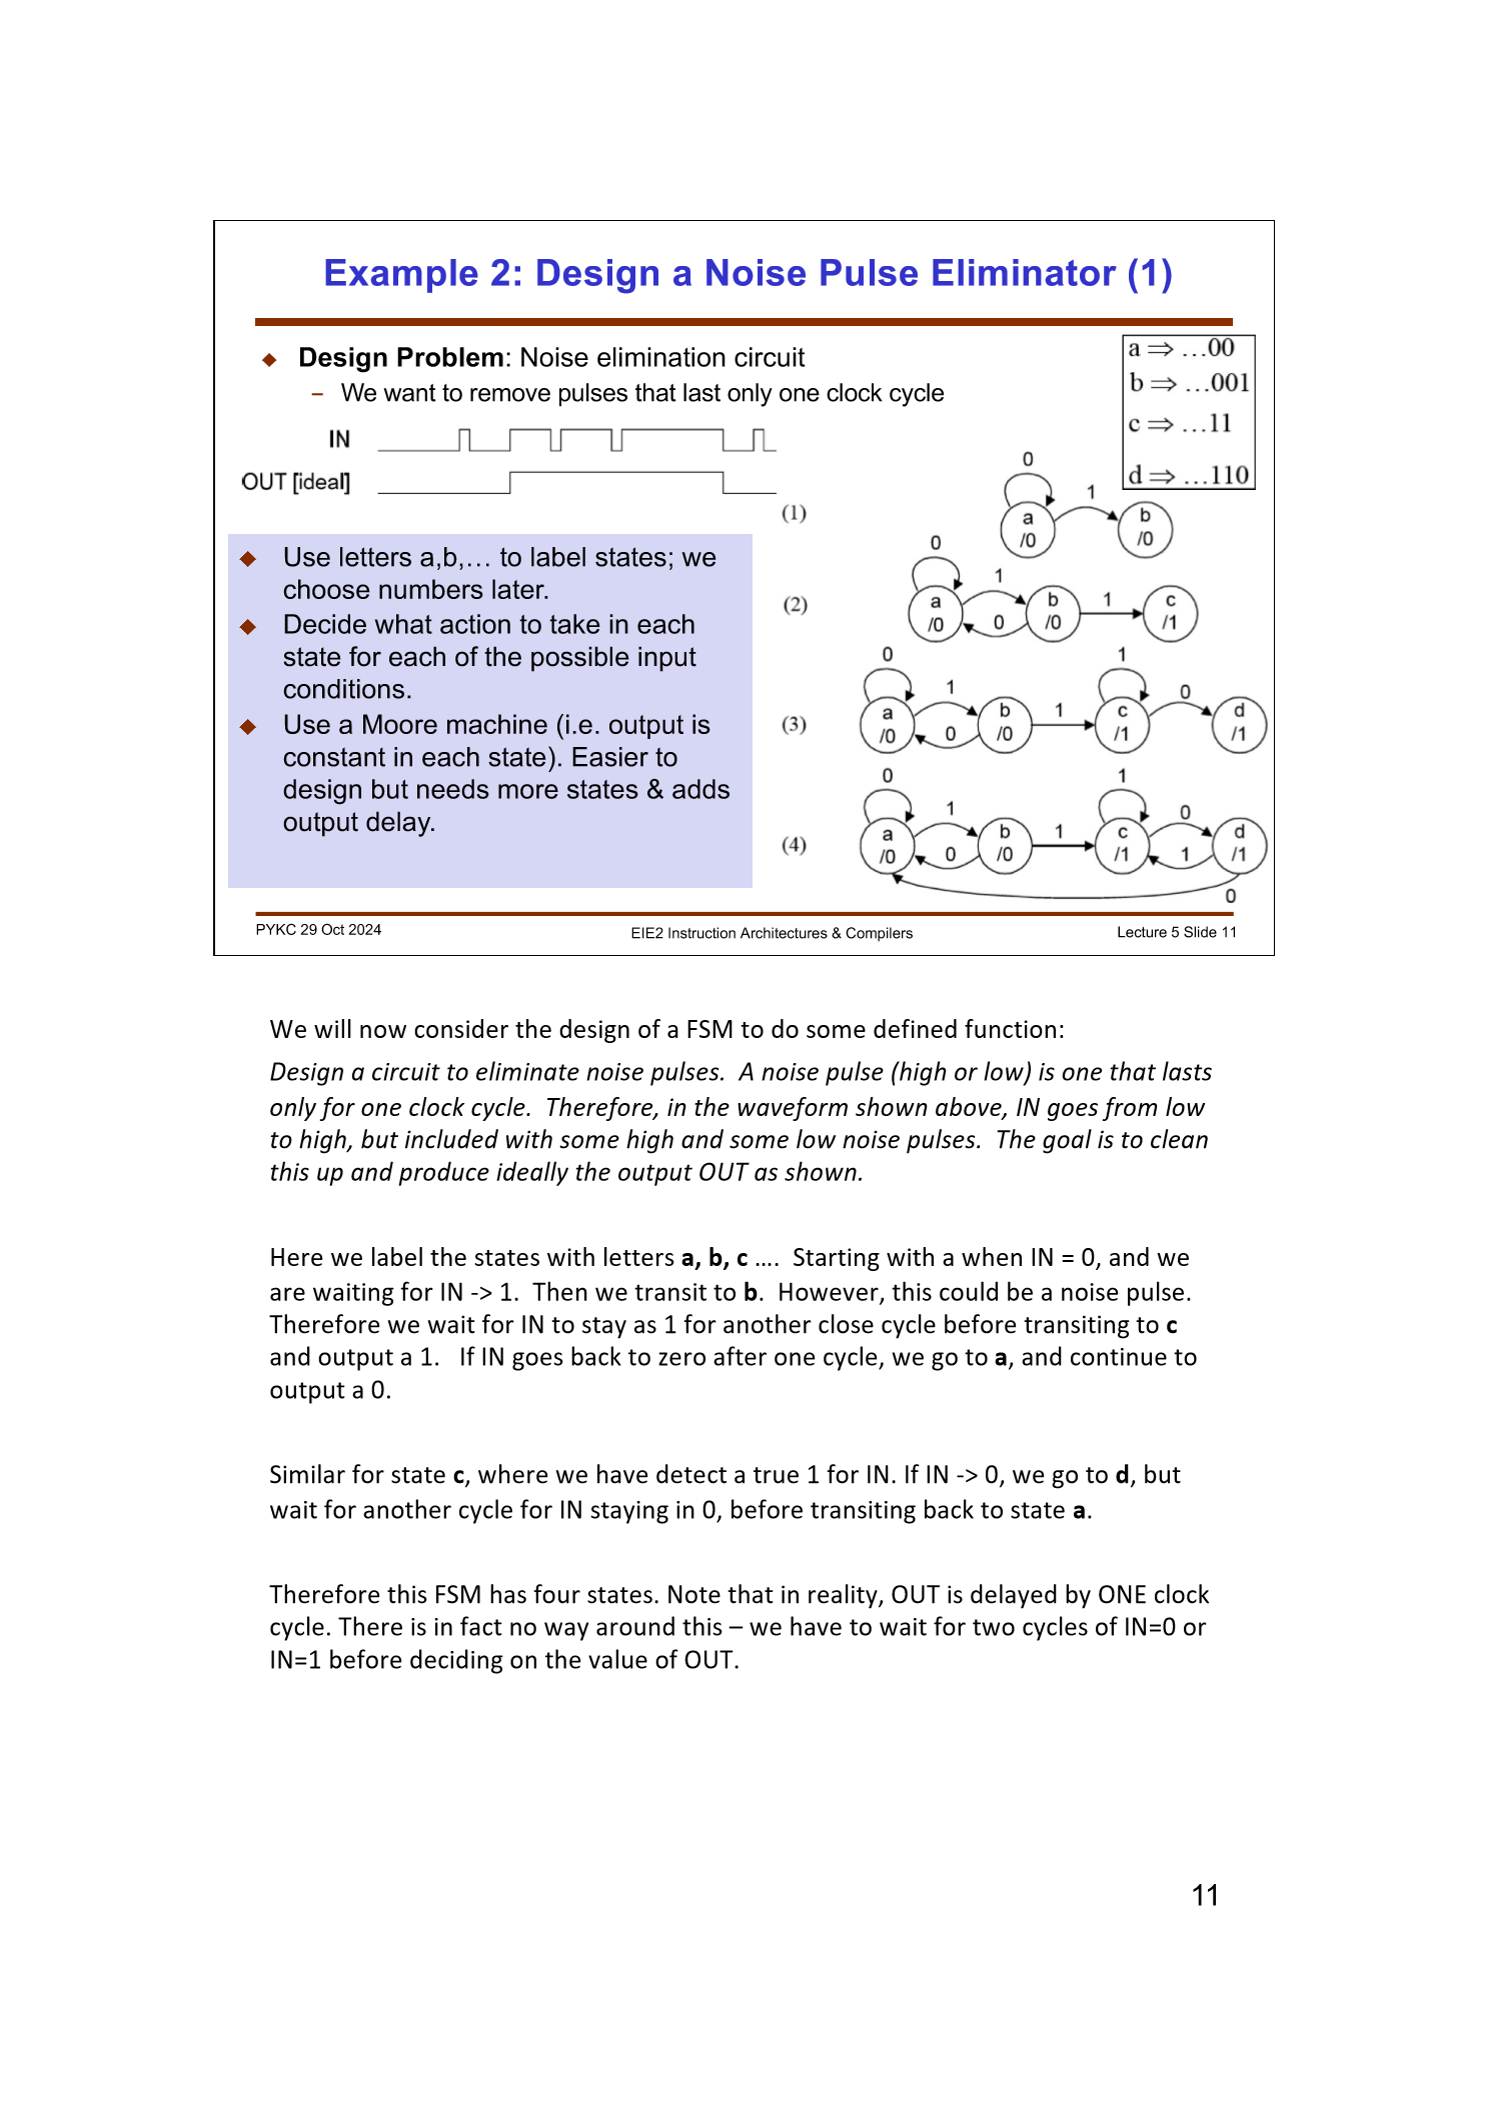 Example 2: Design a Noise Pulse Eliminator (1)
◆ Design Problem: Noise elimination circuit
– We want to remove pulses that last only one clock cycle
IN
OUT [ideal]
a ⇒ …00
b ⇒ …001
c ⇒ …11
d ⇒ …110
◆ Use letters a,b,… to label states; we
choose numbers later.
◆ Decide what action to take in each
state for each of the possible input
conditions.
◆ Use a Moore machine (i.e. output is
constant in each state). Easier to
design but needs more states & adds
output delay.
(1)
0 1
a b
/0 /0
(2)
0 1 1
a b c
/0 0 /0 /1
(3)
0 1 1 1 0
a b c d
/0 0 /0 /1 /1
(4)
0 1 1 1 0
a b c d
/0 0 /0 /1 1 /1
0
PYKC 29 Oct 2024
EIE2 Instruction Architectures & Compilers
Lecture 5 Slide 11
We will now consider the design of a FSM to do some defined function:
Design a circuit to eliminate noise pulses.  A noise pulse (high or low) is one that lasts
only for one clock cycle.  Therefore, in the waveform shown above, IN goes from low
to high, but included with some high and some low noise pulses.  The goal is to clean
this up and produce ideally the output OUT as shown.
Here we label the states with letters a, b, c ….  Starting with a when IN = 0, and we
are waiting for IN -> 1.  Then we transit to b.  However, this could be a noise pulse.
Therefore we wait for IN to stay as 1 for another close cycle before transiting to c
and output a 1.   If IN goes back to zero after one cycle, we go to a, and continue to
output a 0.
Similar for state c, where we have detect a true 1 for IN. If IN -> 0, we go to d, but
wait for another cycle for IN staying in 0, before transiting back to state a.
Therefore this FSM has four states. Note that in reality, OUT is delayed by ONE clock
cycle. There is in fact no way around this – we have to wait for two cycles of IN=0 or
IN=1 before deciding on the value of OUT.
11